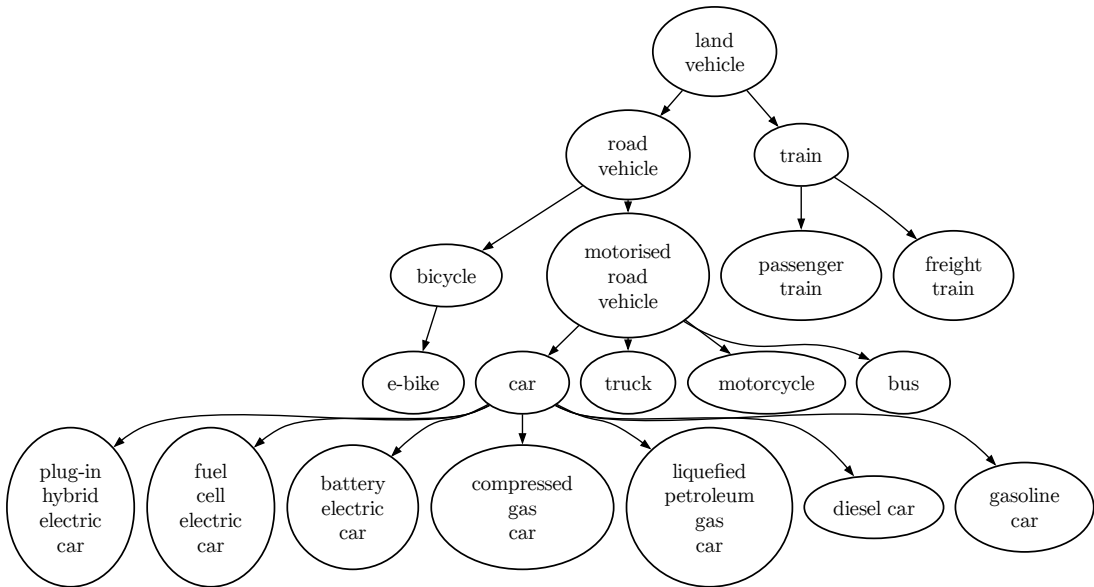 land
vehicle
road
vehicle
train
bicycle
motorised
road
vehicle
passenger
train
freight
train
e-bike
car
truck
motorcycle
bus
plug-in
hybrid
electric
car
fuel
cell
electric
car
battery
electric
car
compressed
gas
car
liquefied
petroleum
gas
car
diesel car
gasoline
car